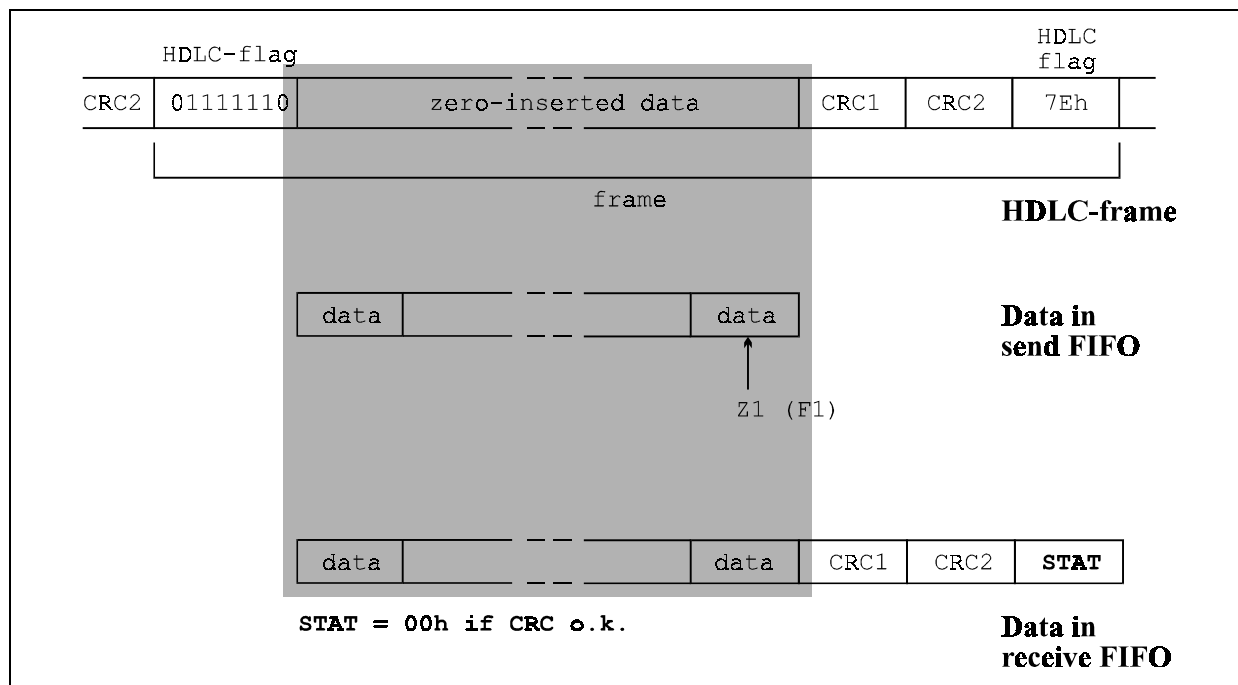 HDLC-flag
HDLC
flag
CRC2 01111110 zero-inserted data CRC1 CRC2 7Eh
frame
HDLC-frame
data data
Data in
send FIFO
Z1 (F1)
data data CRC1 CRC2 STAT
STAT = 00h if CRC o.k.
Data in
receive FIFO